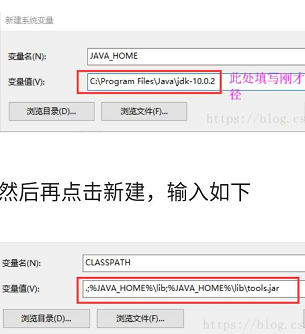 新建系统变量
变量名(N):
JAVA_HOME
变量值(V):
C:\Program Files\Java\jdk-10.0.2
此处填写刚才
径
浏览目录(D)...
浏览文件(F)...
https://blog.cs
然后再点击新建，输入如下
变量名(N):
CLASSPATH
变量值(V):
.;%JAVA_HOME%\lib;%JAVA_HOME%\lib\tools.jar
浏览目录(D)...
浏览文件(F)...
https://blog.cs